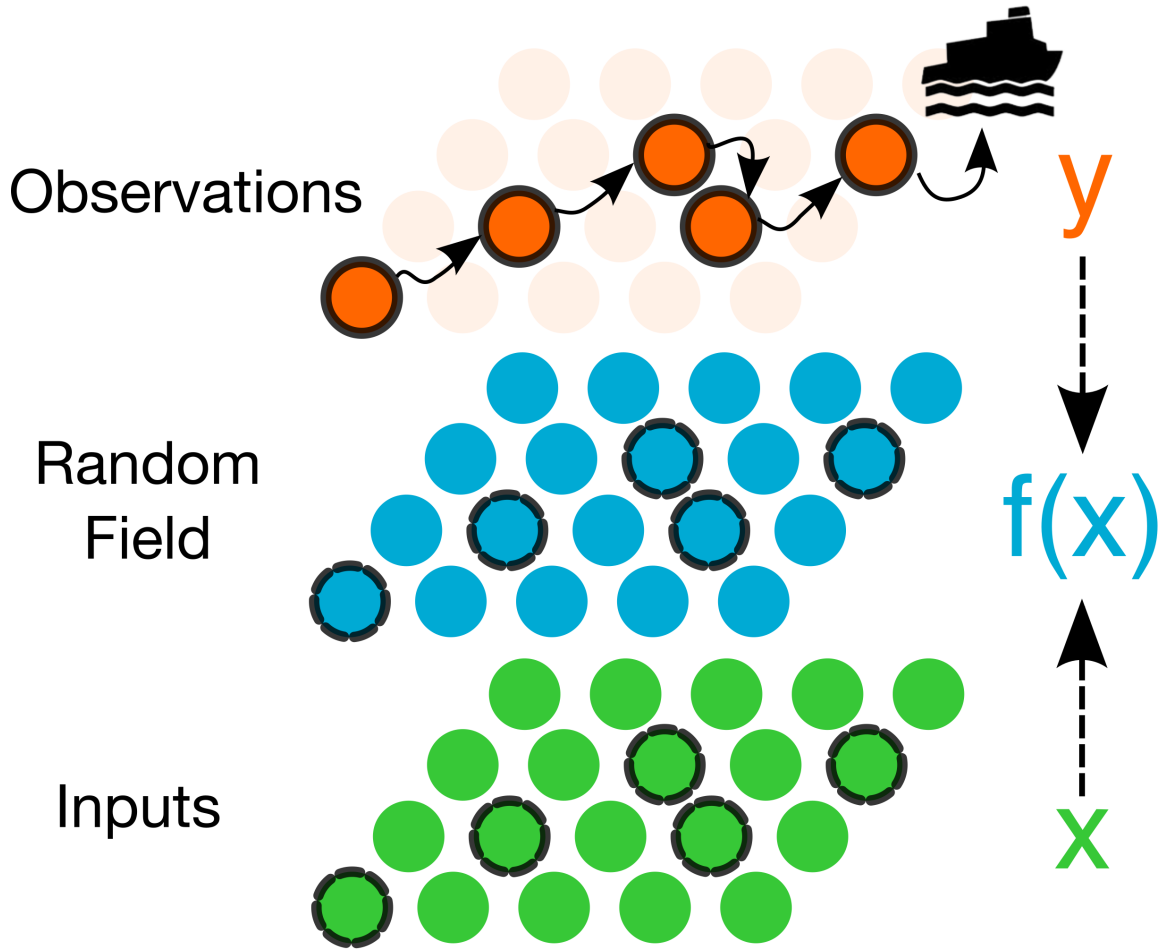 Observations
y
Random
Field
f(x)
Inputs
x